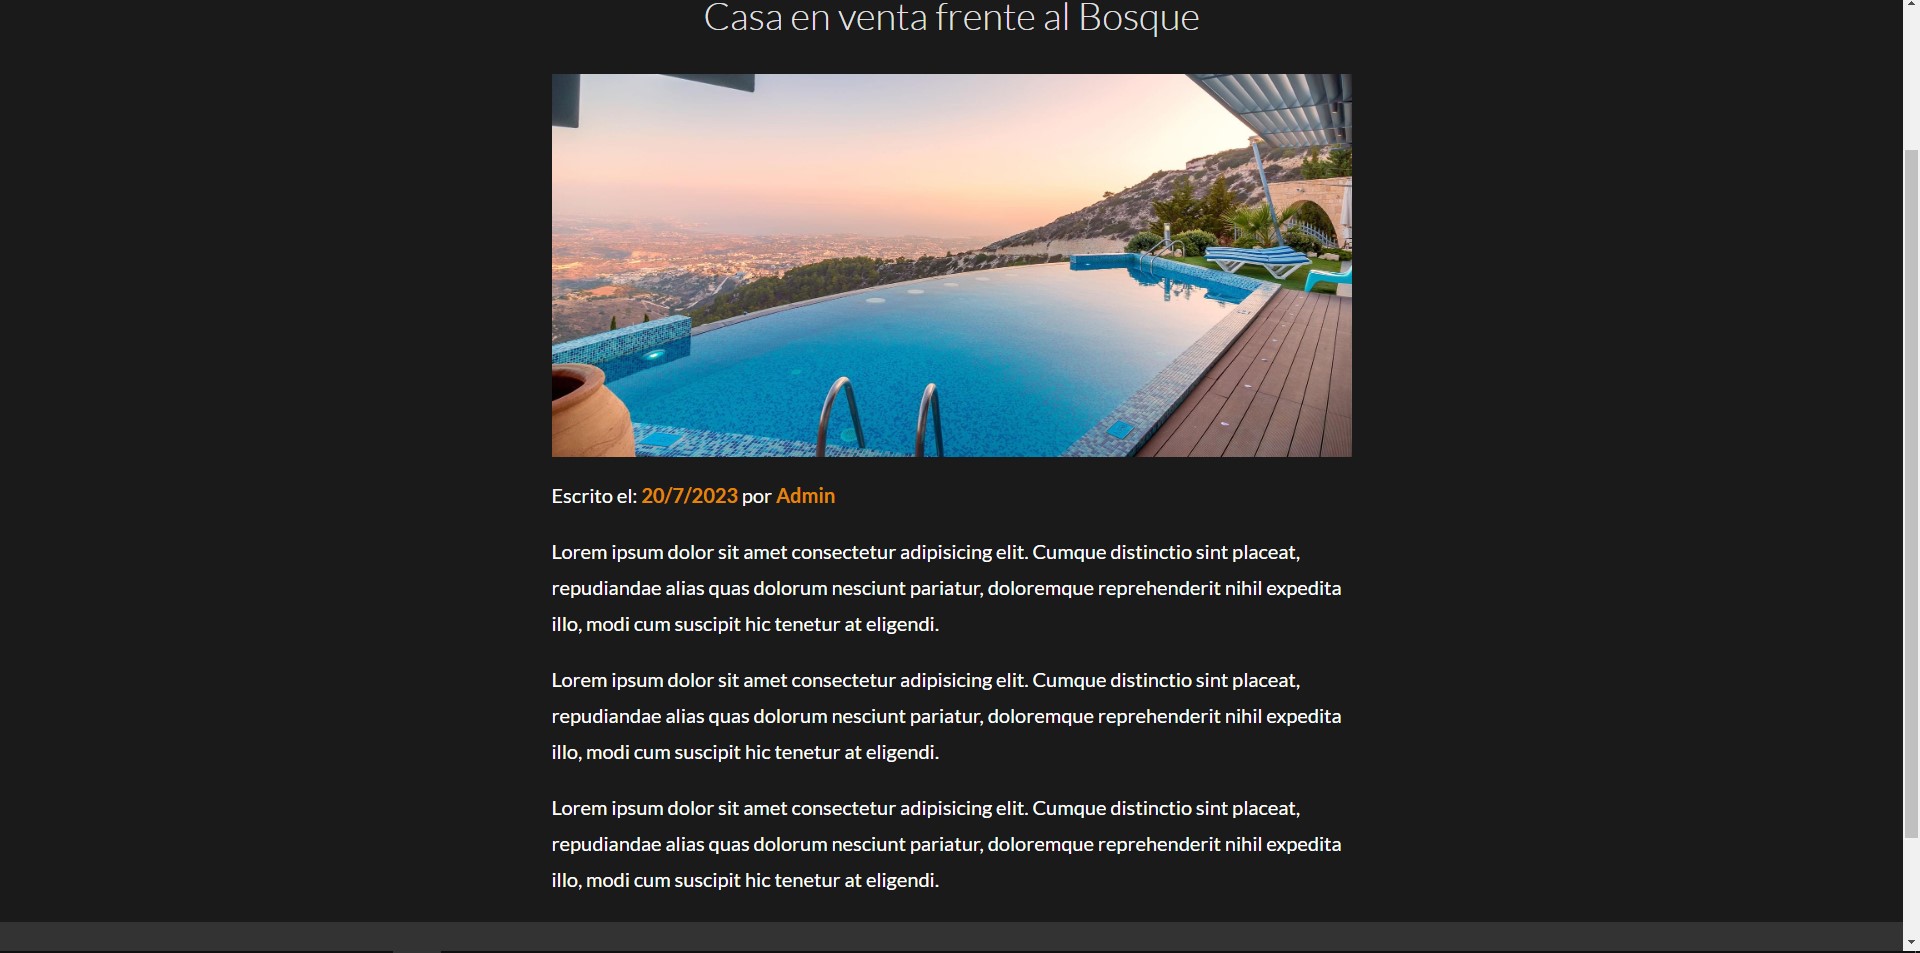 Casa en venta frente al Bosque
Escrito el: 20/7/2023 por Admin
Lorem ipsum dolor sit amet consectetur adipisicing elit. Cumque distinctio sint placeat,
repudiandae alias quas dolorum nesciunt pariatur, doloremque reprehenderit nihil expedita
illo, modi cum suscipit hic tenetur at eligendi.
Lorem ipsum dolor sit amet consectetur adipisicing elit. Cumque distinctio sint placeat,
repudiandae alias quas dolorum nesciunt pariatur, doloremque reprehenderit nihil expedita
illo, modi cum suscipit hic tenetur at eligendi.
Lorem ipsum dolor sit amet consectetur adipisicing elit. Cumque distinctio sint placeat,
repudiandae alias quas dolorum nesciunt pariatur, doloremque reprehenderit nihil expedita
illo, modi cum suscipit hic tenetur at eligendi.